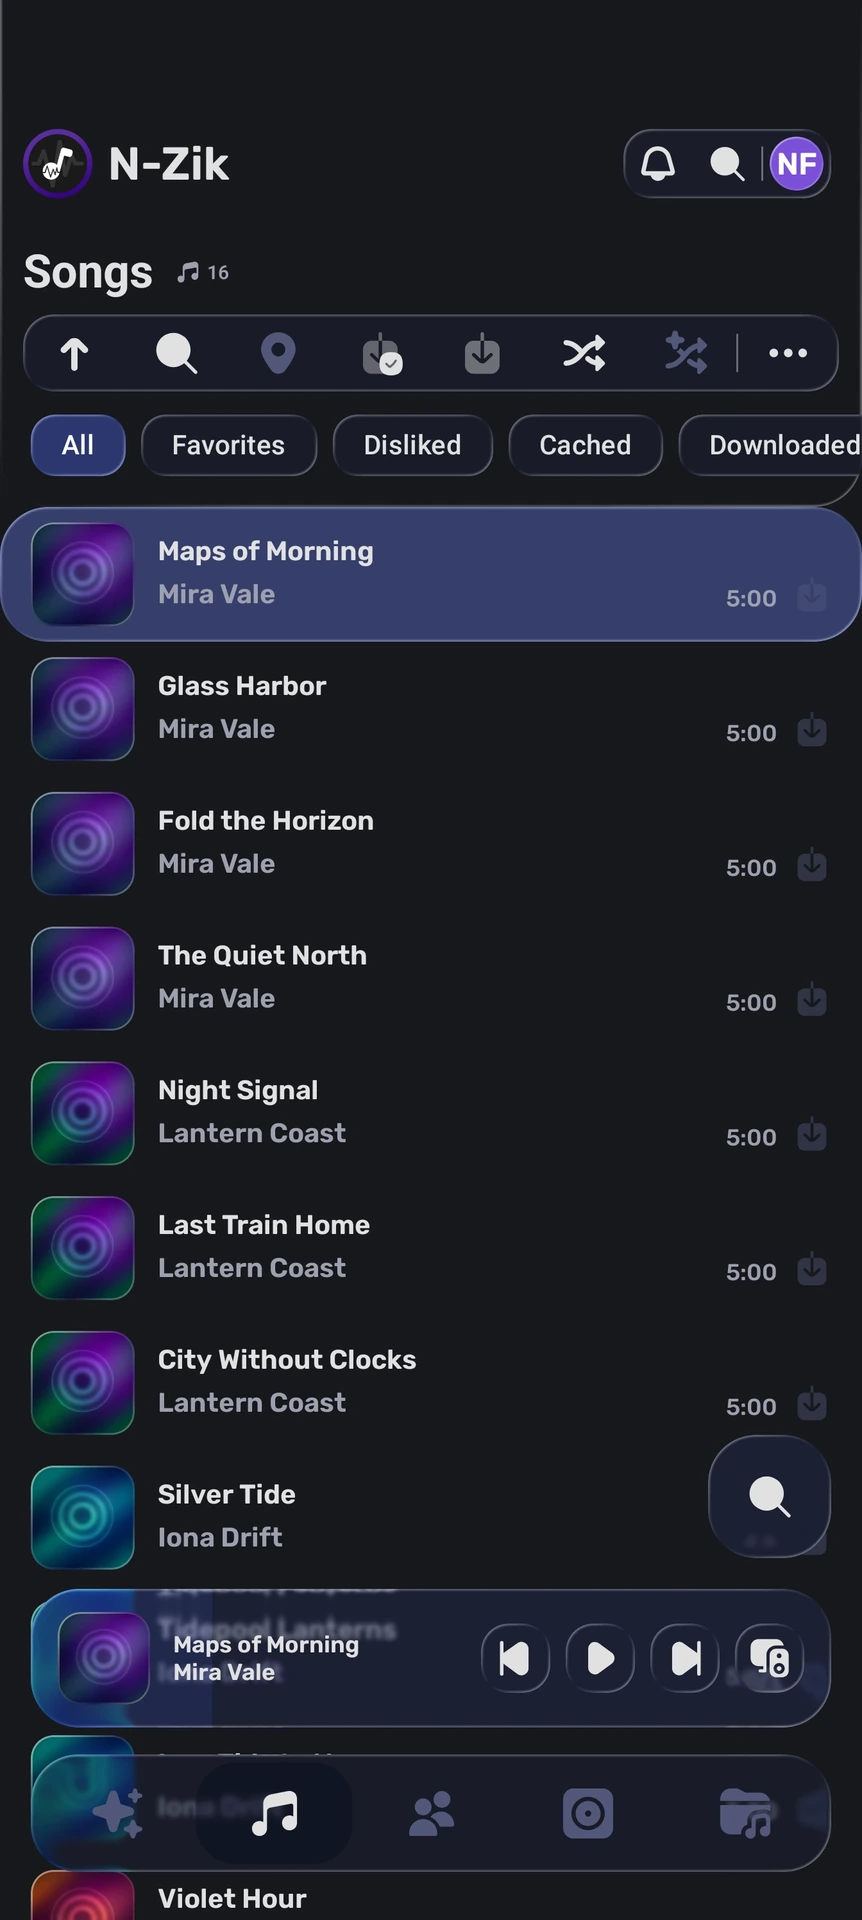 N-Zik
NF
Songs
16
All
Favorites
Disliked
Cached
Downloaded
Maps of Morning
Mira Vale
5:00
Glass Harbor
Mira Vale
5:00
Fold the Horizon
Mira Vale
5:00
The Quiet North
Mira Vale
5:00
Night Signal
Lantern Coast
5:00
Last Train Home
Lantern Coast
5:00
City Without Clocks
Lantern Coast
5:00
Silver Tide
Iona Drift
Tidepool Lanterns
Maps of Morning
Mira Vale
Violet Hour